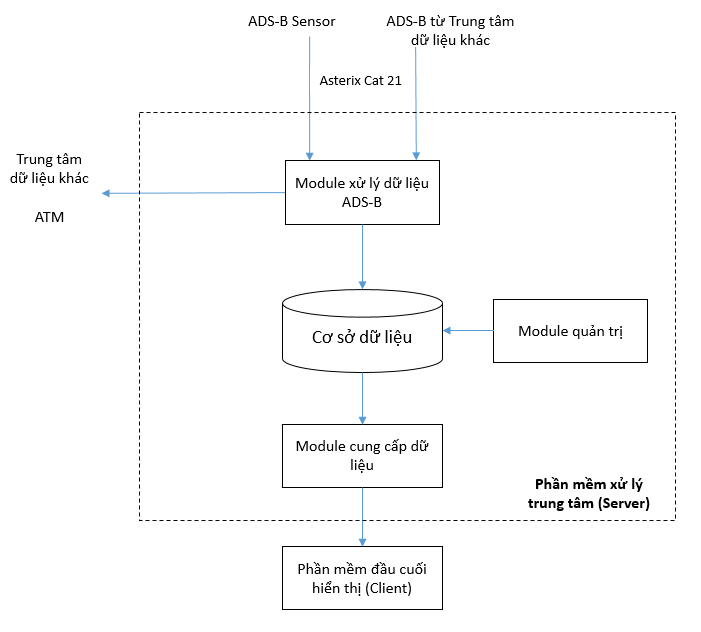 ADS-B Sensor
ADS-B từ Trung tâm
dữ liệu khác
Asterix Cat 21
Trung tâm
dữ liệu khác
ATM
Module xử lý dữ liệu
ADS-B
Cơ sở dữ liệu
Module quản trị
Module cung cấp dữ
liệu
Phần mềm xử lý
trung tâm (Server)
Phần mềm đầu cuối
hiển thị (Client)